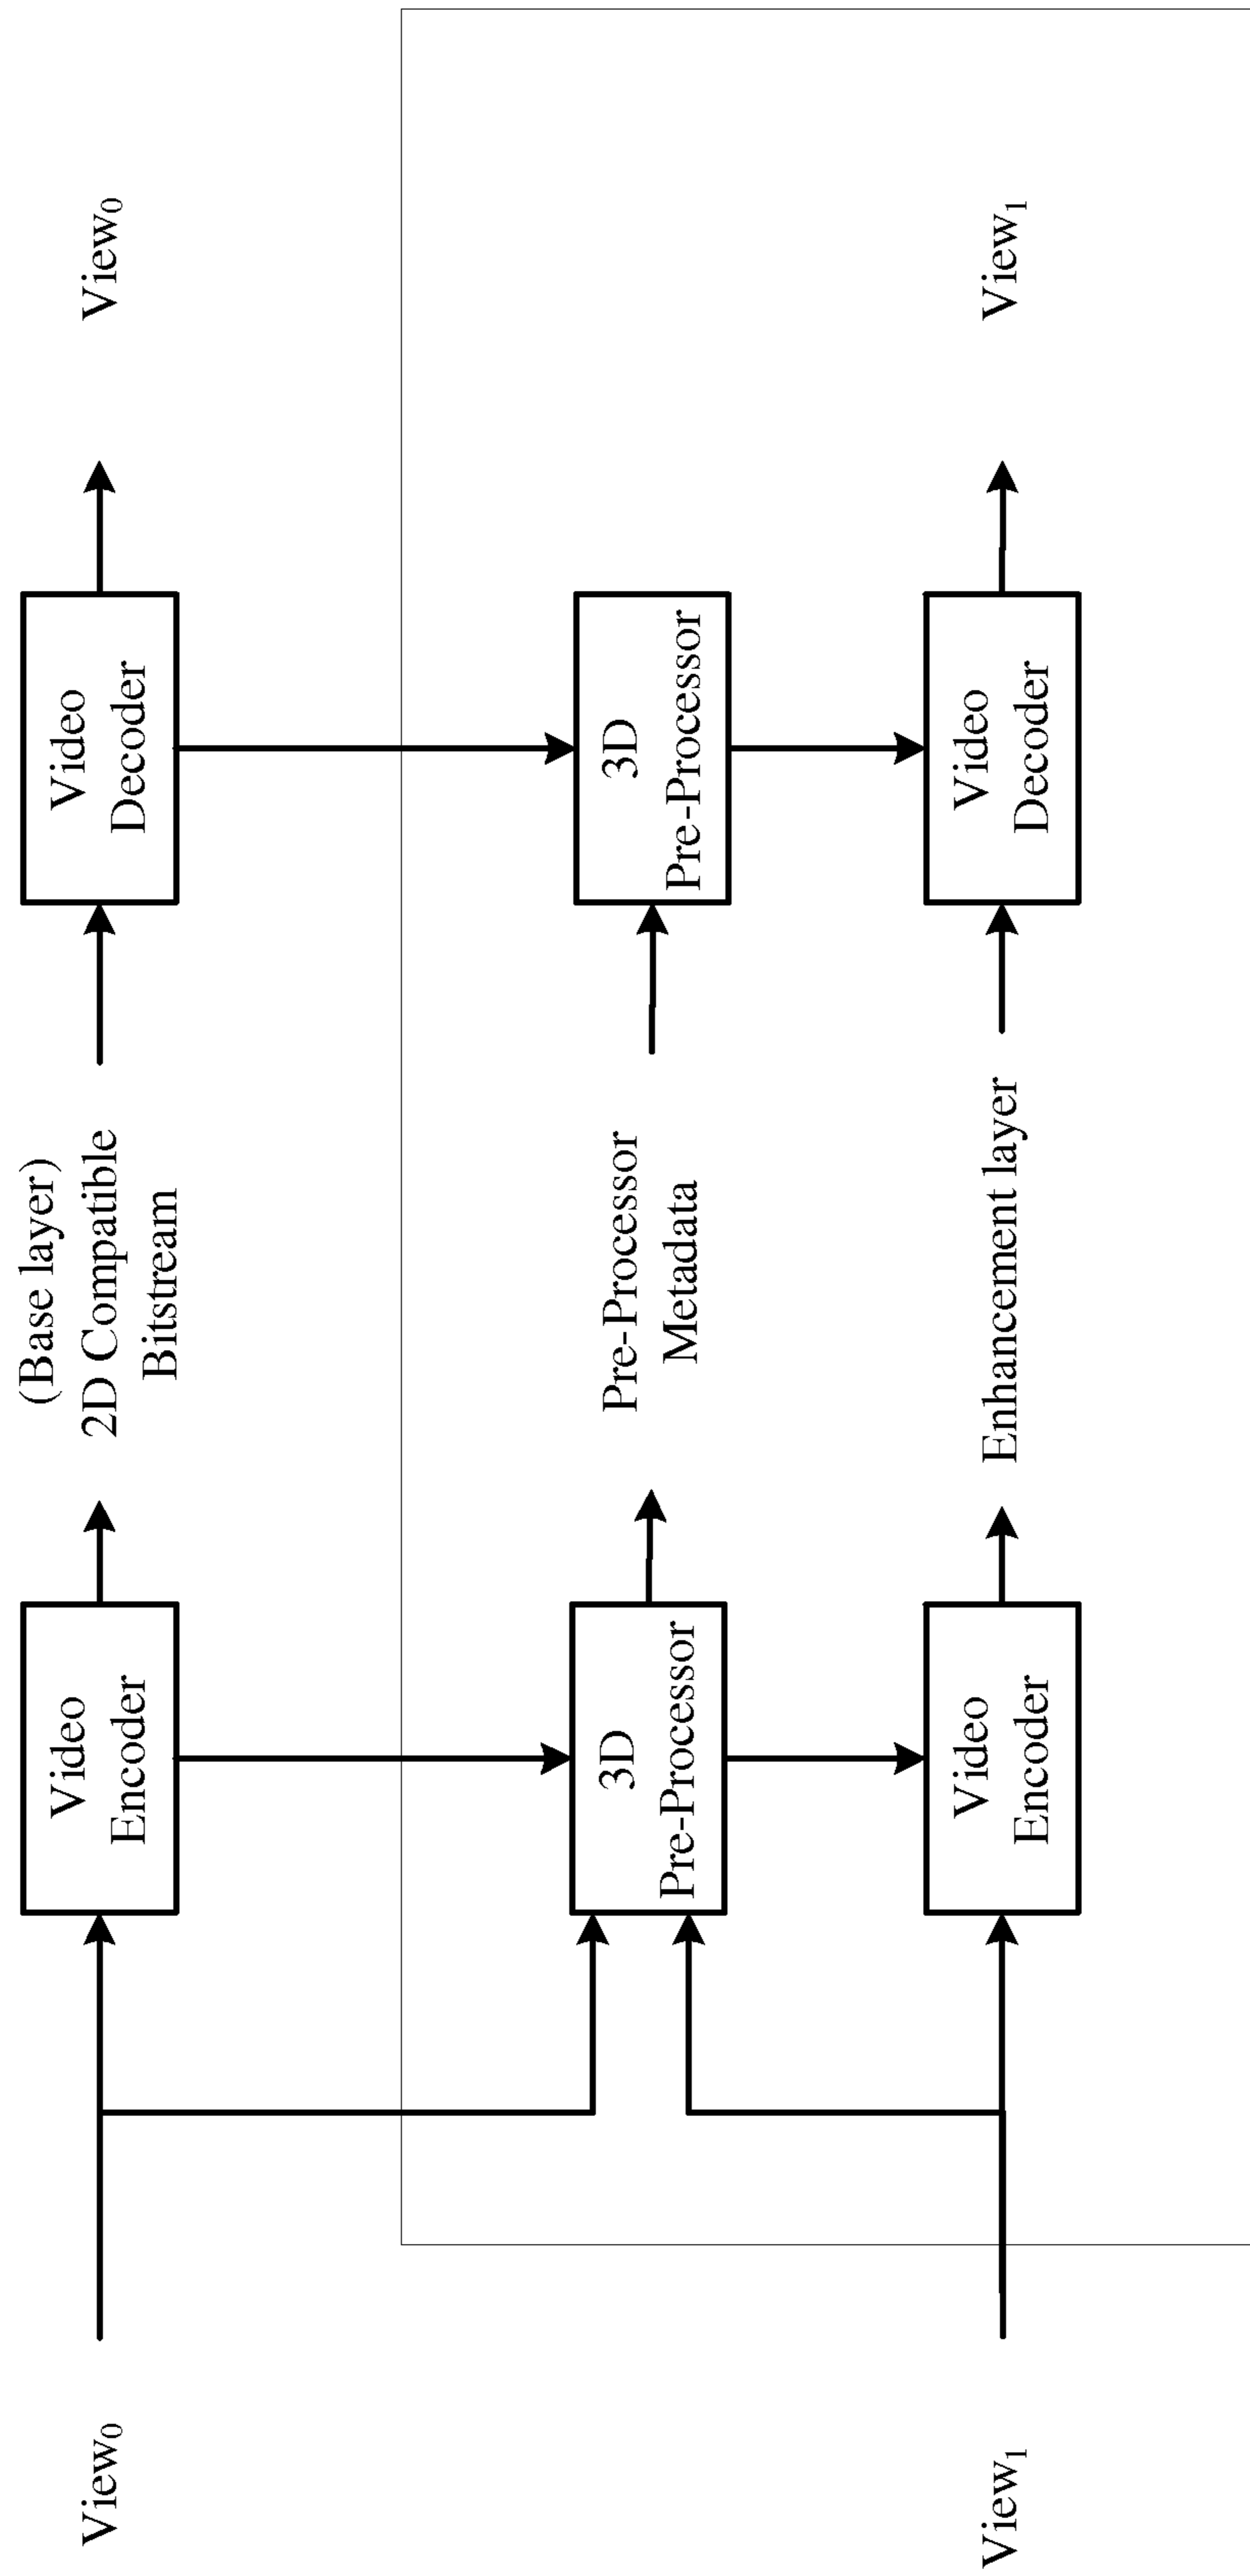 View₀
Video
Encoder
(Base layer)
2D Compatible
Bitstream
Video
Decoder
View₀
3D
Pre-Processor
Pre-Processor
Metadata
3D
Pre-Processor
View₁
Video
Encoder
Enhancement layer
Video
Decoder
View₁